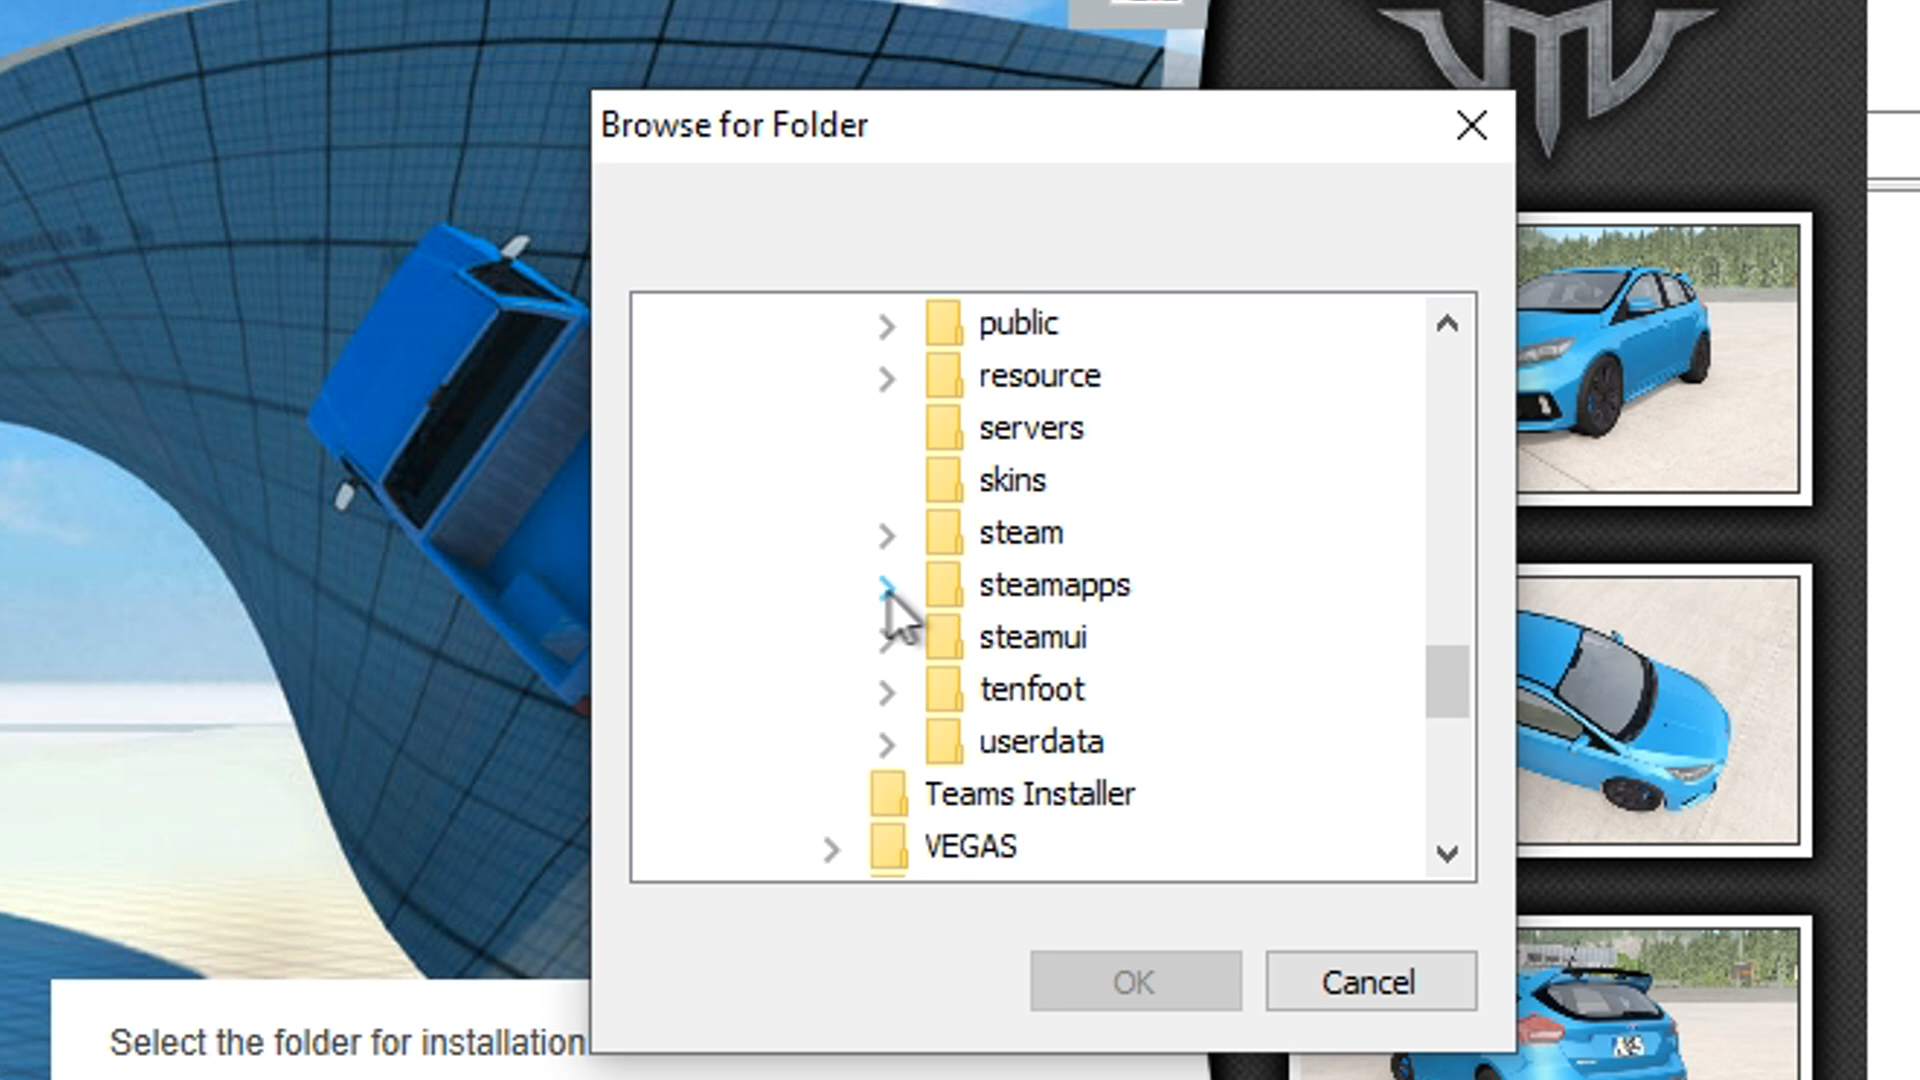 Browse for Folder
public
resource
servers
skins
steam
steamapps
steamui
tenfoot
userdata
Teams Installer
VEGAS
OK
Cancel
Select the folder for installation